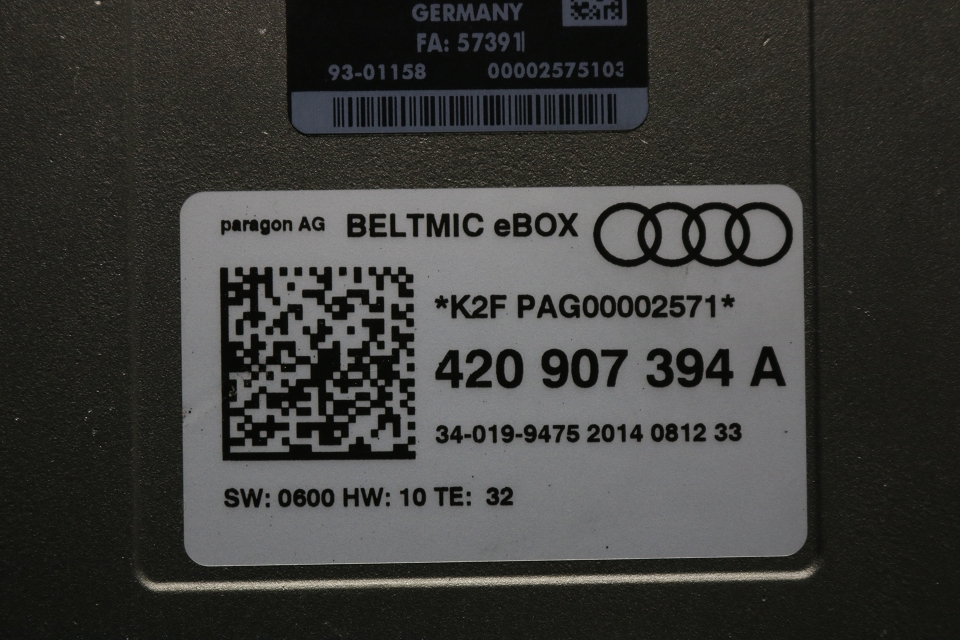 GERMANY
FA: 57391
93-01158 00002575103
paragon AG BELTMIC eBOX
*K2F PAG00002571*
420 907 394 A
34-019-9475 2014 0812 33
SW: 0600 HW: 10 TE: 32